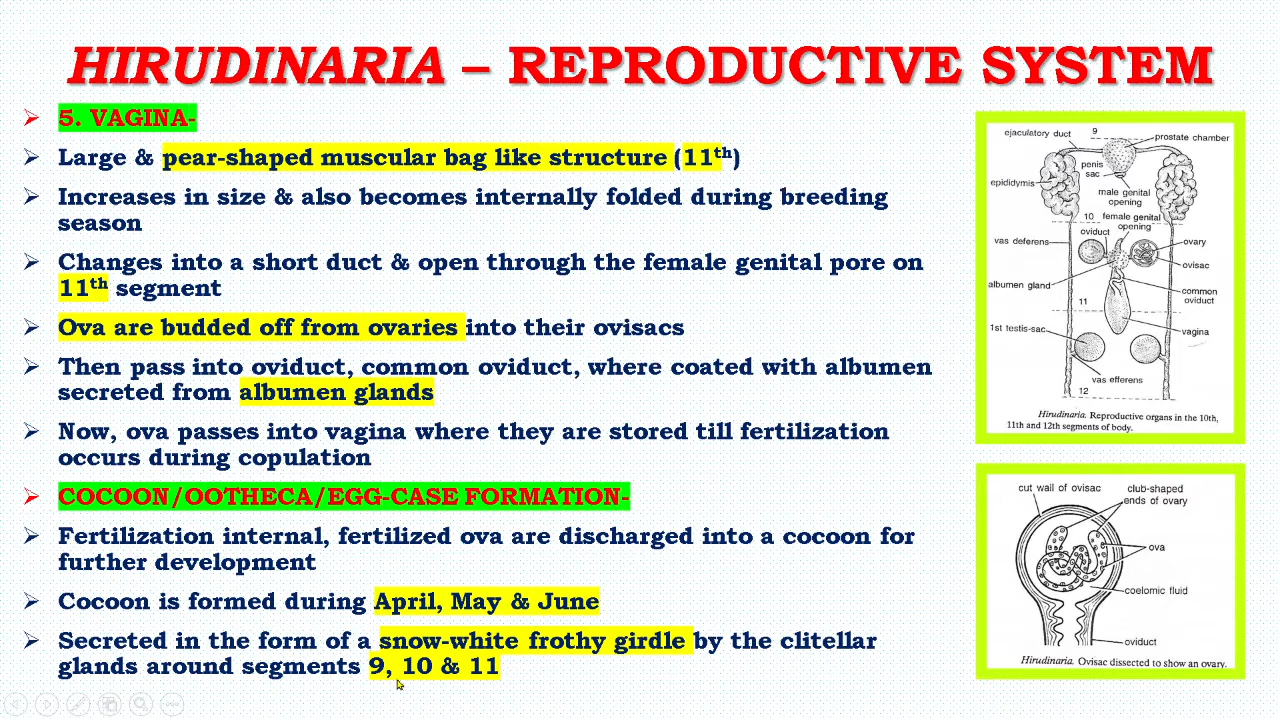 HIRUDINARIA – REPRODUCTIVE SYSTEM
5. VAGINA-
Large & pear-shaped muscular bag like structure (11th)
Increases in size & also becomes internally folded during breeding
season
Changes into a short duct & open through the female genital pore on
11th segment
Ova are budded off from ovaries into their ovisacs
Then pass into oviduct, common oviduct, where coated with albumen
secreted from albumen glands
Now, ova passes into vagina where they are stored till fertilization
occurs during copulation
COCOON/OOTHECA/EGG-CASE FORMATION-
Fertilization internal, fertilized ova are discharged into a cocoon for
further development
Cocoon is formed during April, May & June
Secreted in the form of a snow-white frothy girdle by the clitellar
glands around segments 9, 10 & 11
ejaculatory duct
9
prostate chamber
penis
sac
epididymis
male genital
opening
10
female genital
opening
oviduct
vas deferens
ovary
ovisac
albumen gland
common
oviduct
11
1st testis-sac
vagina
vas efferens
12
Hirudinaria. Reproductive organs in the 10th,
11th and 12th segments of body.
cut wall of ovisac
club-shaped
ends of ovary
ova
coelomic fluid
oviduct
Hirudinaria. Ovisac dissected to show an ovary.